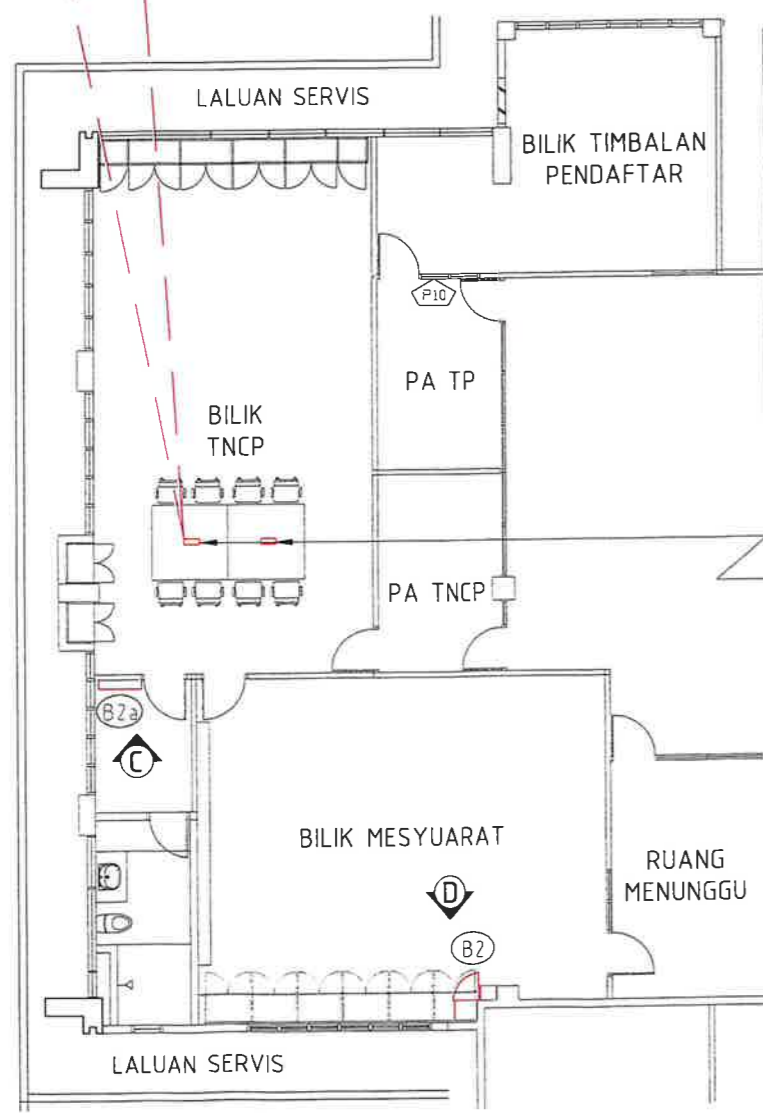 LALUAN SERVIS
BILIK TIMBALAN
PENDAFTAR
P10
PA TP
BILIK
TNCP
PA TNCP
B2a
C
BILIK MESYUARAT
RUANG
MENUNGGU
D
B2
LALUAN SERVIS